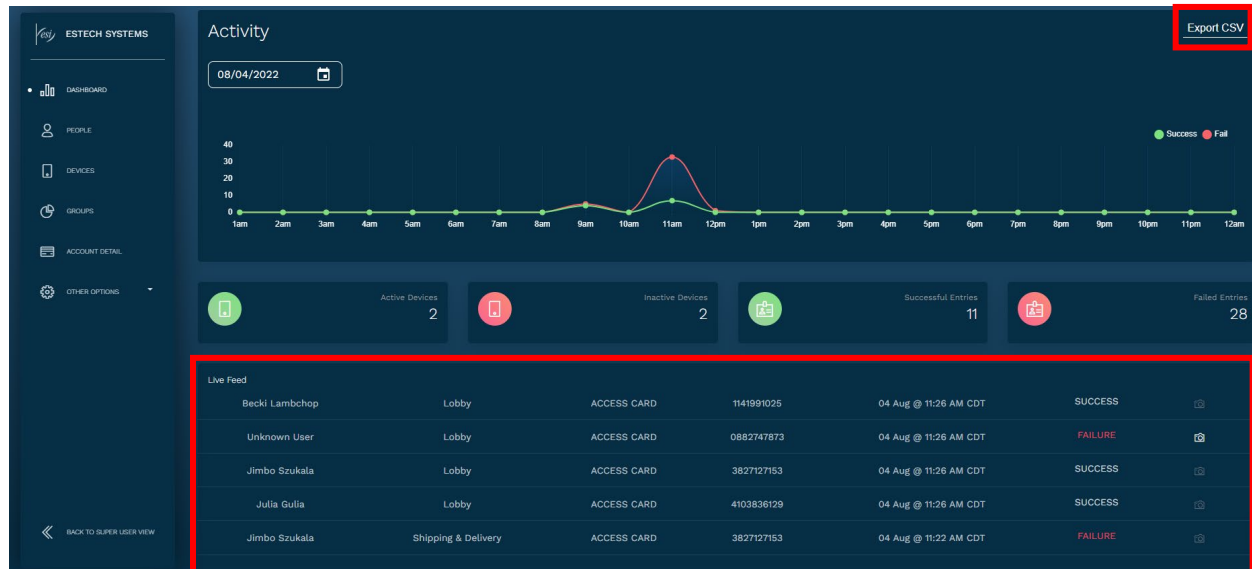 esi ESTECH SYSTEMS
DASHBOARD
PEOPLE
DEVICES
GROUPS
ACCOUNT DETAIL
OTHER OPTIONS
BACK TO SUPER USER VIEW
Activity
Export CSV
08/04/2022
Success Fail
40
30
20
10
0
1am 2am 3am 4am 5am 6am 7am 8am 9am 10am 11am 12pm 1pm 2pm 3pm 4pm 5pm 6pm 7pm 8pm 9pm 10pm 11pm 12am
Active Devices
2
Inactive Devices
2
Successful Entries
11
Failed Entries
28
Live Feed
Becki Lambchop Lobby ACCESS CARD 1141991025 04 Aug @ 11:26 AM CDT SUCCESS
Unknown User Lobby ACCESS CARD 0882747873 04 Aug @ 11:26 AM CDT FAILURE
Jimbo Szukala Lobby ACCESS CARD 3827127153 04 Aug @ 11:26 AM CDT SUCCESS
Julia Gulia Lobby ACCESS CARD 4103836129 04 Aug @ 11:26 AM CDT SUCCESS
Jimbo Szukala Shipping & Delivery ACCESS CARD 3827127153 04 Aug @ 11:22 AM CDT FAILURE